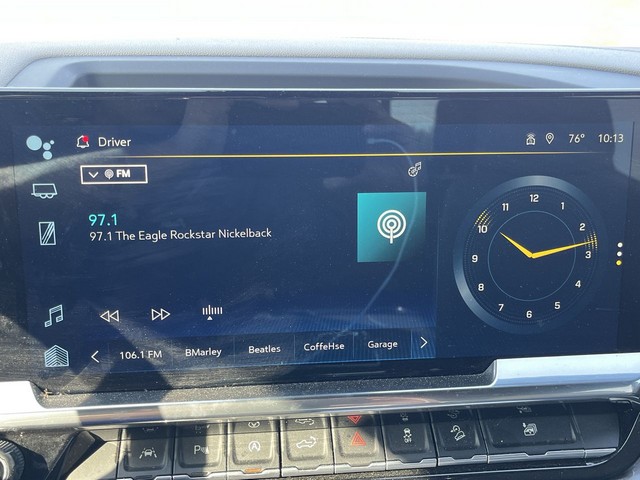 Driver
76° 10:13
FM
97.1
97.1 The Eagle Rockstar Nickelback
106.1 FM BMarley Beatles CoffeHse Garage
12
1
2
3
4
5
6
7
8
9
10
11
P
A